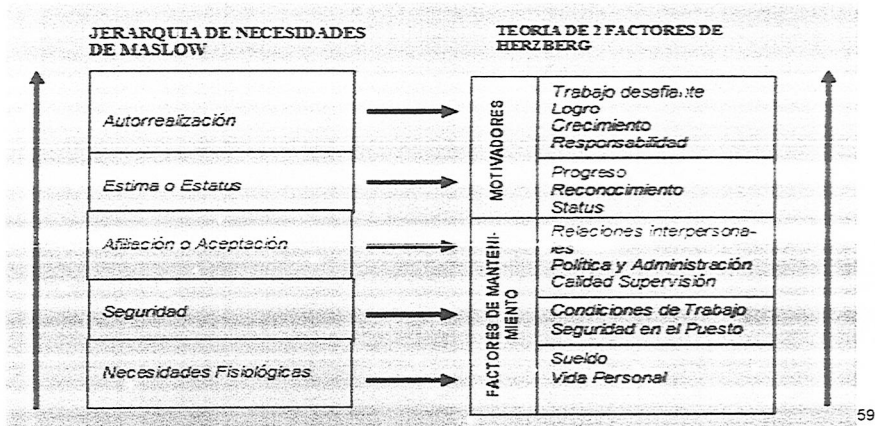 JERARQUIA DE NECESIDADES
DE MASLOW
Autorrealización
Estima o Estatus
Afiliación o Aceptación
Seguridad
Necesidades Fisiológicas
TEORIA DE 2 FACTORES DE
HERZBERG
MOTIVADORES
Trabajo desafiante
Logro
Crecimiento
Responsabilidad
Progreso
Reconocimiento
Status
FACTORES DE MANTENI-
MIENTO
Relaciones interpersona-
les
Política y Administración
Calidad Supervisión
Condiciones de Trabajo
Seguridad en el Puesto
Sueldo
Vida Personal
59